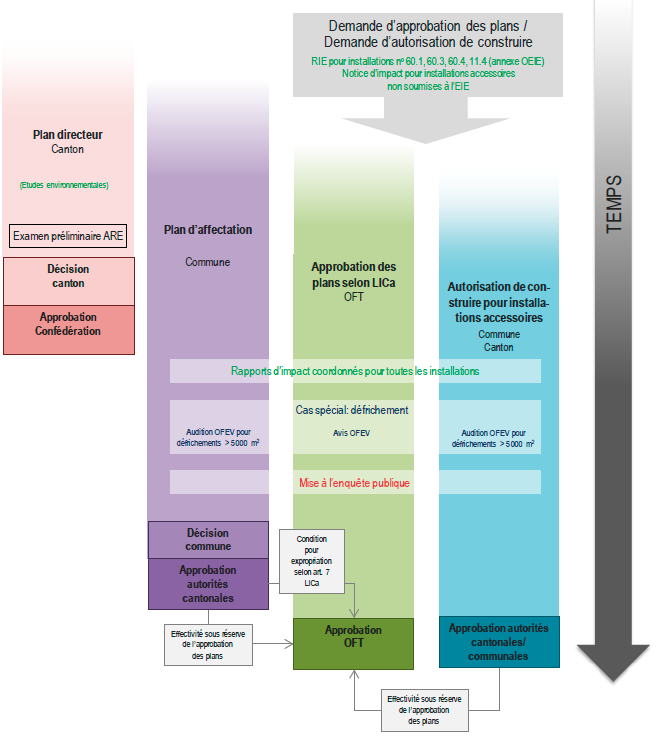 Demande d'approbation des plans /
Demande d'autorisation de construire
RIE pour installations nº 60.1, 60.3, 60.4, 11.4 (annexe OEIE)
Notice d'impact pour installations accessoires
non soumises à l'EIE
TEMPS
Plan directeur
Canton
(Etudes environnementales)
Examen préliminaire ARE
Décision
canton
Approbation
Confédération
Plan d'affectation
Commune
Approbation des
plans selon LICa
OFT
Autorisation de con-
struire pour installa-
tions accessoires
Commune
Canton
Rapports d'impact coordonnés pour toutes les installations
Cas spécial: défrichement
Audition OFEV pour
défrichements > 5000 m²
Avis OFEV
Audition OFEV pour
défrichements > 5000 m²
Mise à l'enquête publique
Décision
commune
Approbation
autorités
cantonales
Condition
pour
expropriation
selon art. 7
LICa
Effectivité sous réserve
de l'approbation
des plans
Approbation
OFT
Approbation autorités
cantonales/
communales
Effectivité sous réserve
de l'approbation
des plans